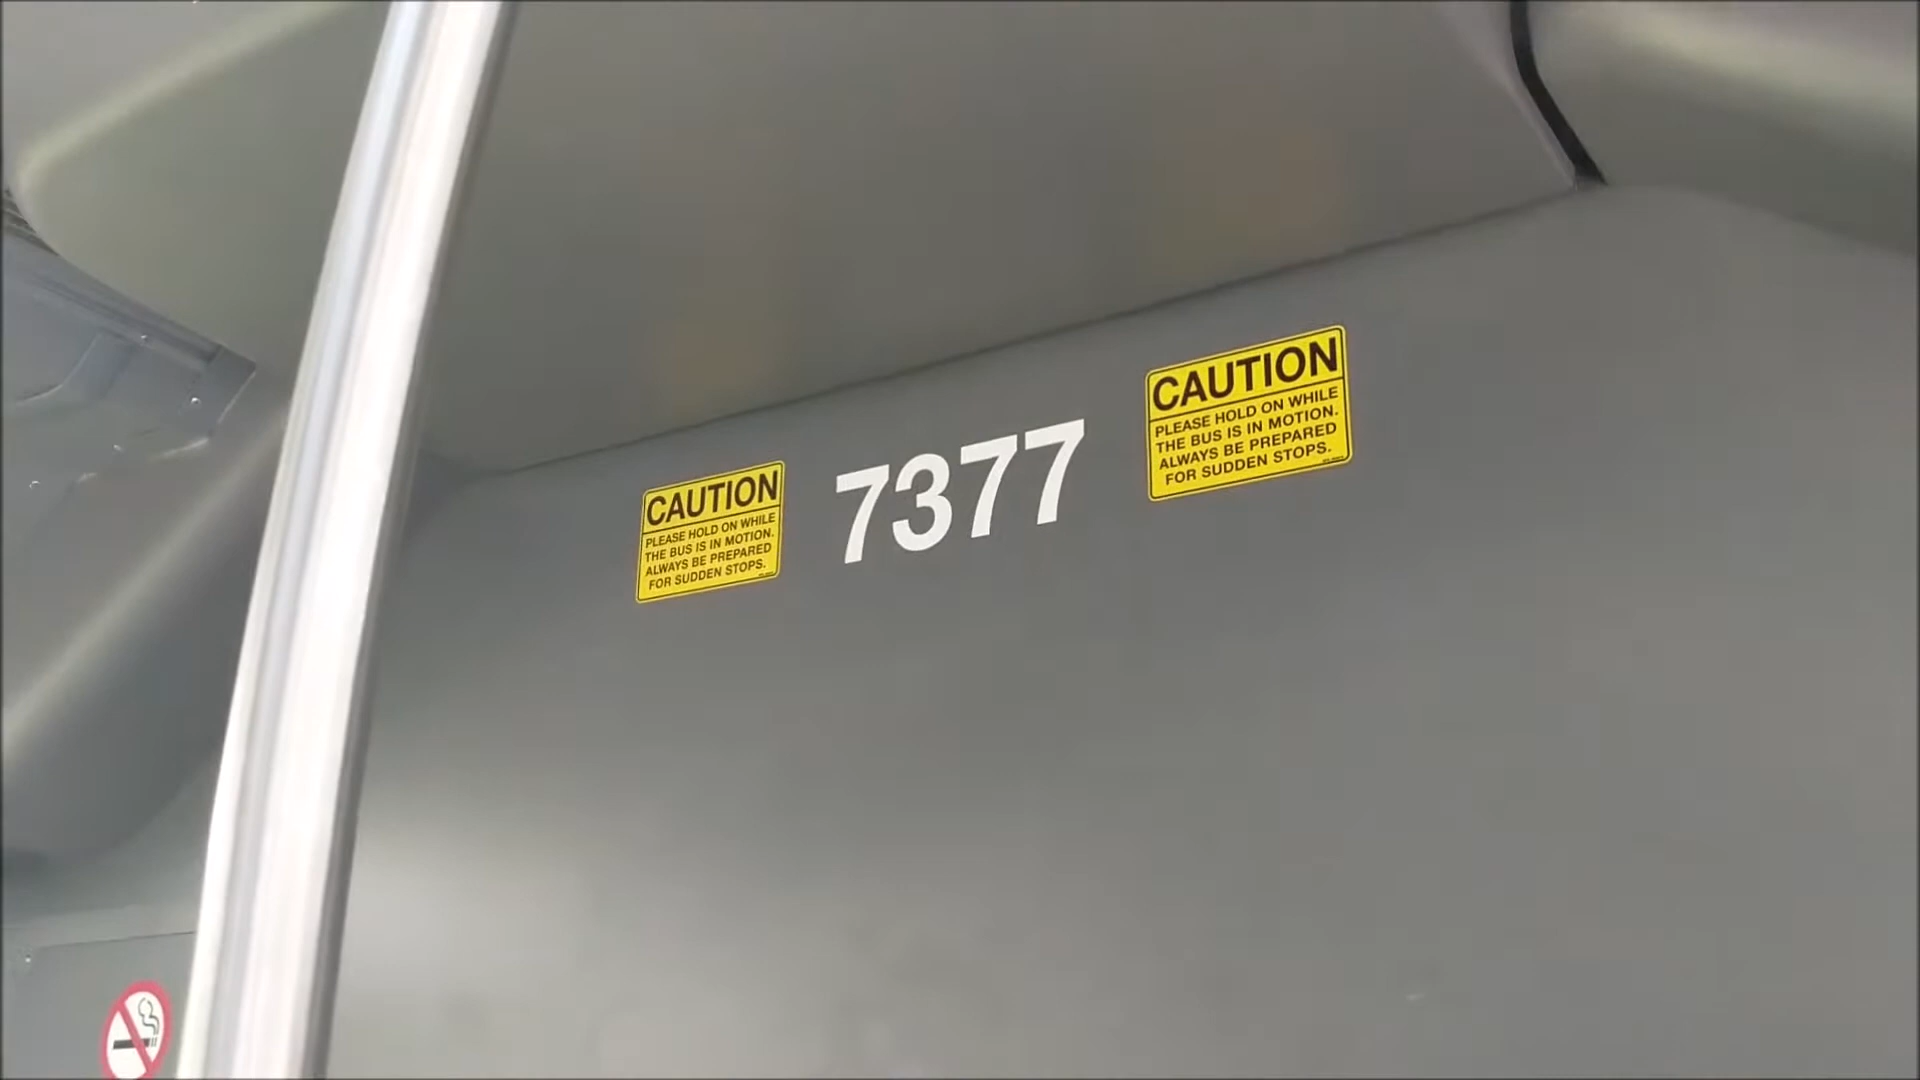 CAUTION
PLEASE HOLD ON WHILE
THE BUS IS IN MOTION.
ALWAYS BE PREPARED
FOR SUDDEN STOPS.
7377
CAUTION
PLEASE HOLD ON WHILE
THE BUS IS IN MOTION.
ALWAYS BE PREPARED
FOR SUDDEN STOPS.